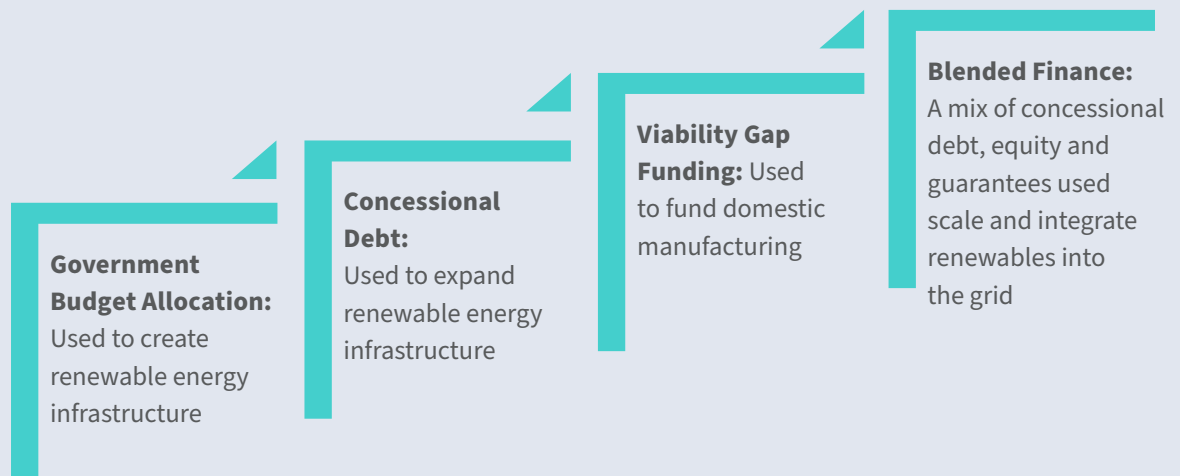 Government
Budget Allocation:
Used to create
renewable energy
infrastructure
Concessional
Debt:
Used to expand
renewable energy
infrastructure
Viability Gap
Funding: Used
to fund domestic
manufacturing
Blended Finance:
A mix of concessional
debt, equity and
guarantees used
scale and integrate
renewables into
the grid